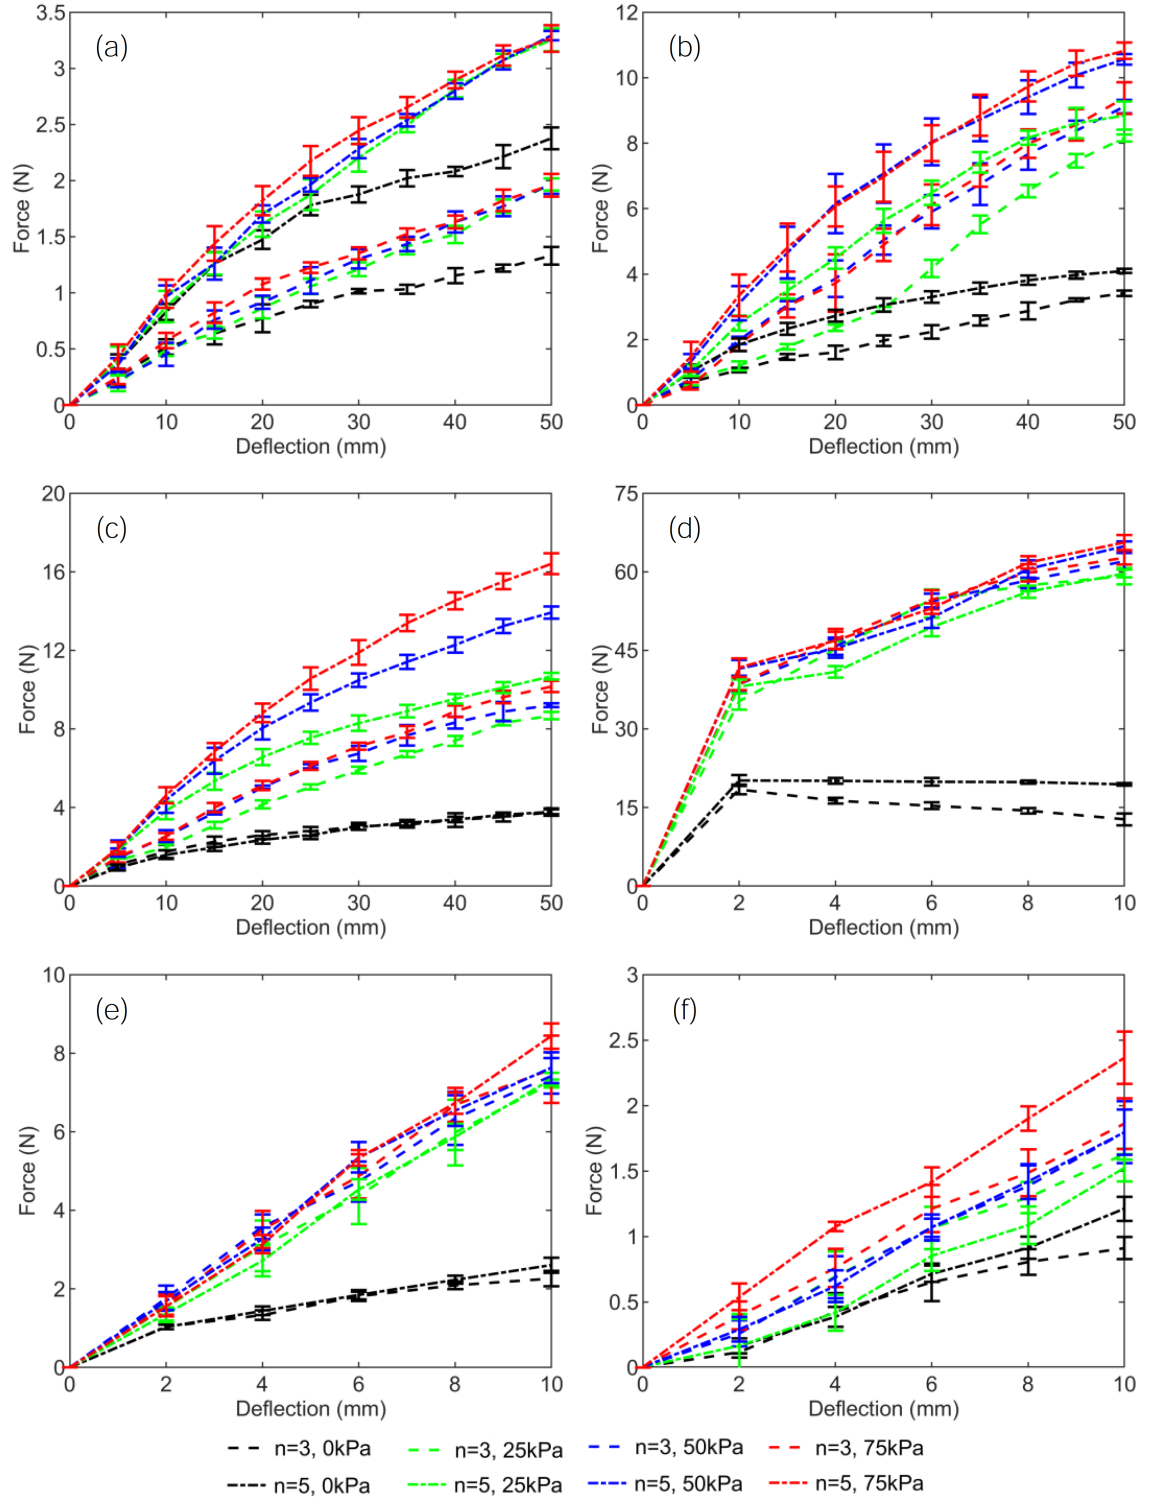 (a)
3.5
3
2.5
2
1.5
1
0.5
0
Force (N)
0 10 20 30 40 50
Deflection (mm)
(b)
12
10
8
6
4
2
0
Force (N)
0 10 20 30 40 50
Deflection (mm)
(c)
20
16
12
8
4
0
Force (N)
0 10 20 30 40 50
Deflection (mm)
(d)
75
60
45
30
15
0
Force (N)
0 2 4 6 8 10
Deflection (mm)
(e)
10
8
6
4
2
0
Force (N)
0 2 4 6 8 10
Deflection (mm)
(f)
3
2.5
2
1.5
1
0.5
0
Force (N)
0 2 4 6 8 10
Deflection (mm)
n=3, 0kPa n=3, 25kPa n=3, 50kPa n=3, 75kPa
n=5, 0kPa n=5, 25kPa n=5, 50kPa n=5, 75kPa